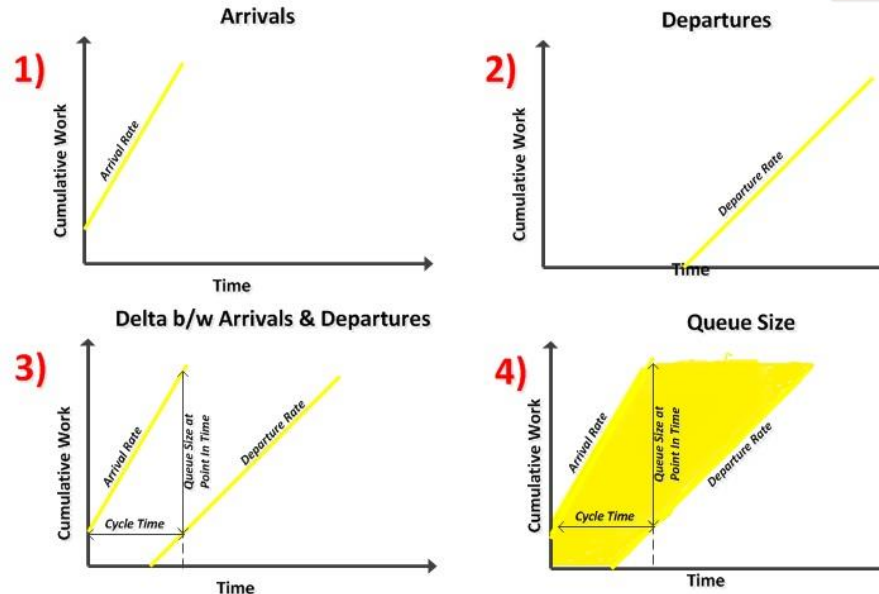 Arrivals
1)
Cumulative Work
Arrival Rate
Time
Departures
2)
Cumulative Work
Departure Rate
Time
Delta b/w Arrivals & Departures
3)
Cumulative Work
Arrival Rate
Queue Size at
Point In Time
Departure Rate
Cycle Time
Time
Queue Size
4)
Cumulative Work
Arrival Rate
Queue Size at
Point In Time
Departure Rate
Cycle Time
Time